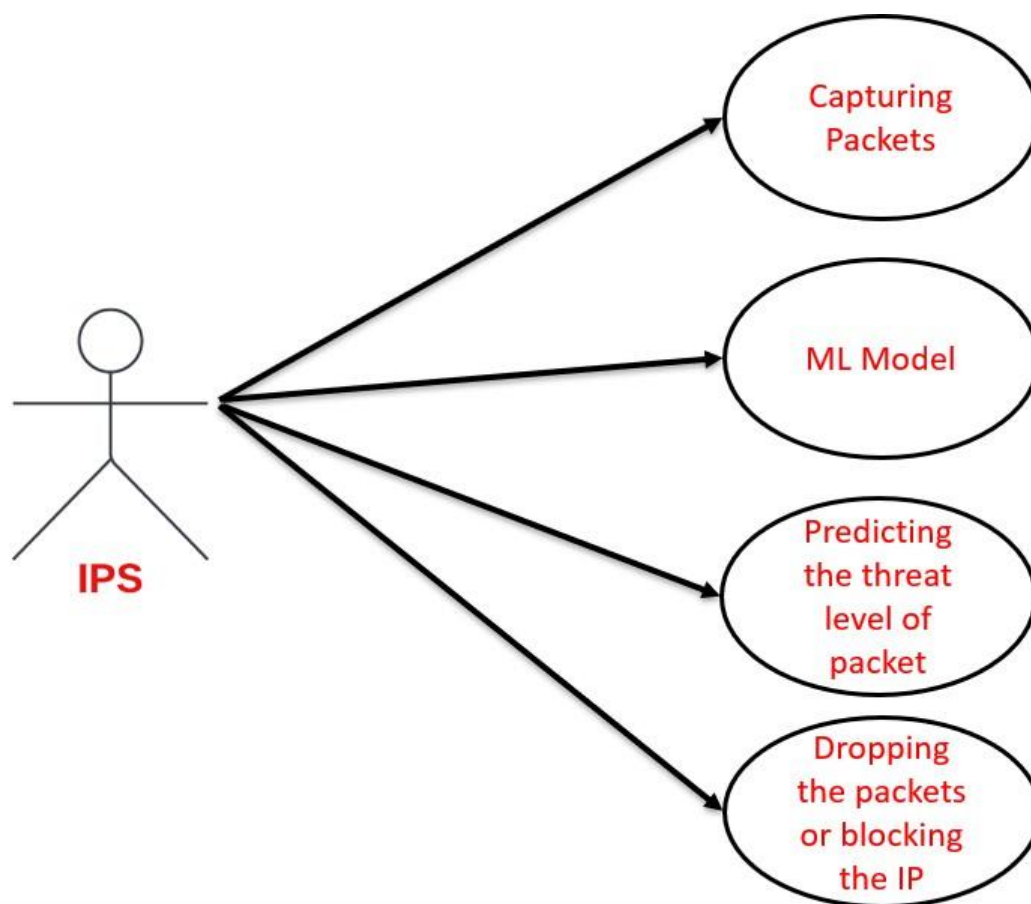 Capturing
Packets
ML Model
IPS
Predicting
the threat
level of
packet
Dropping
the packets
or blocking
the IP